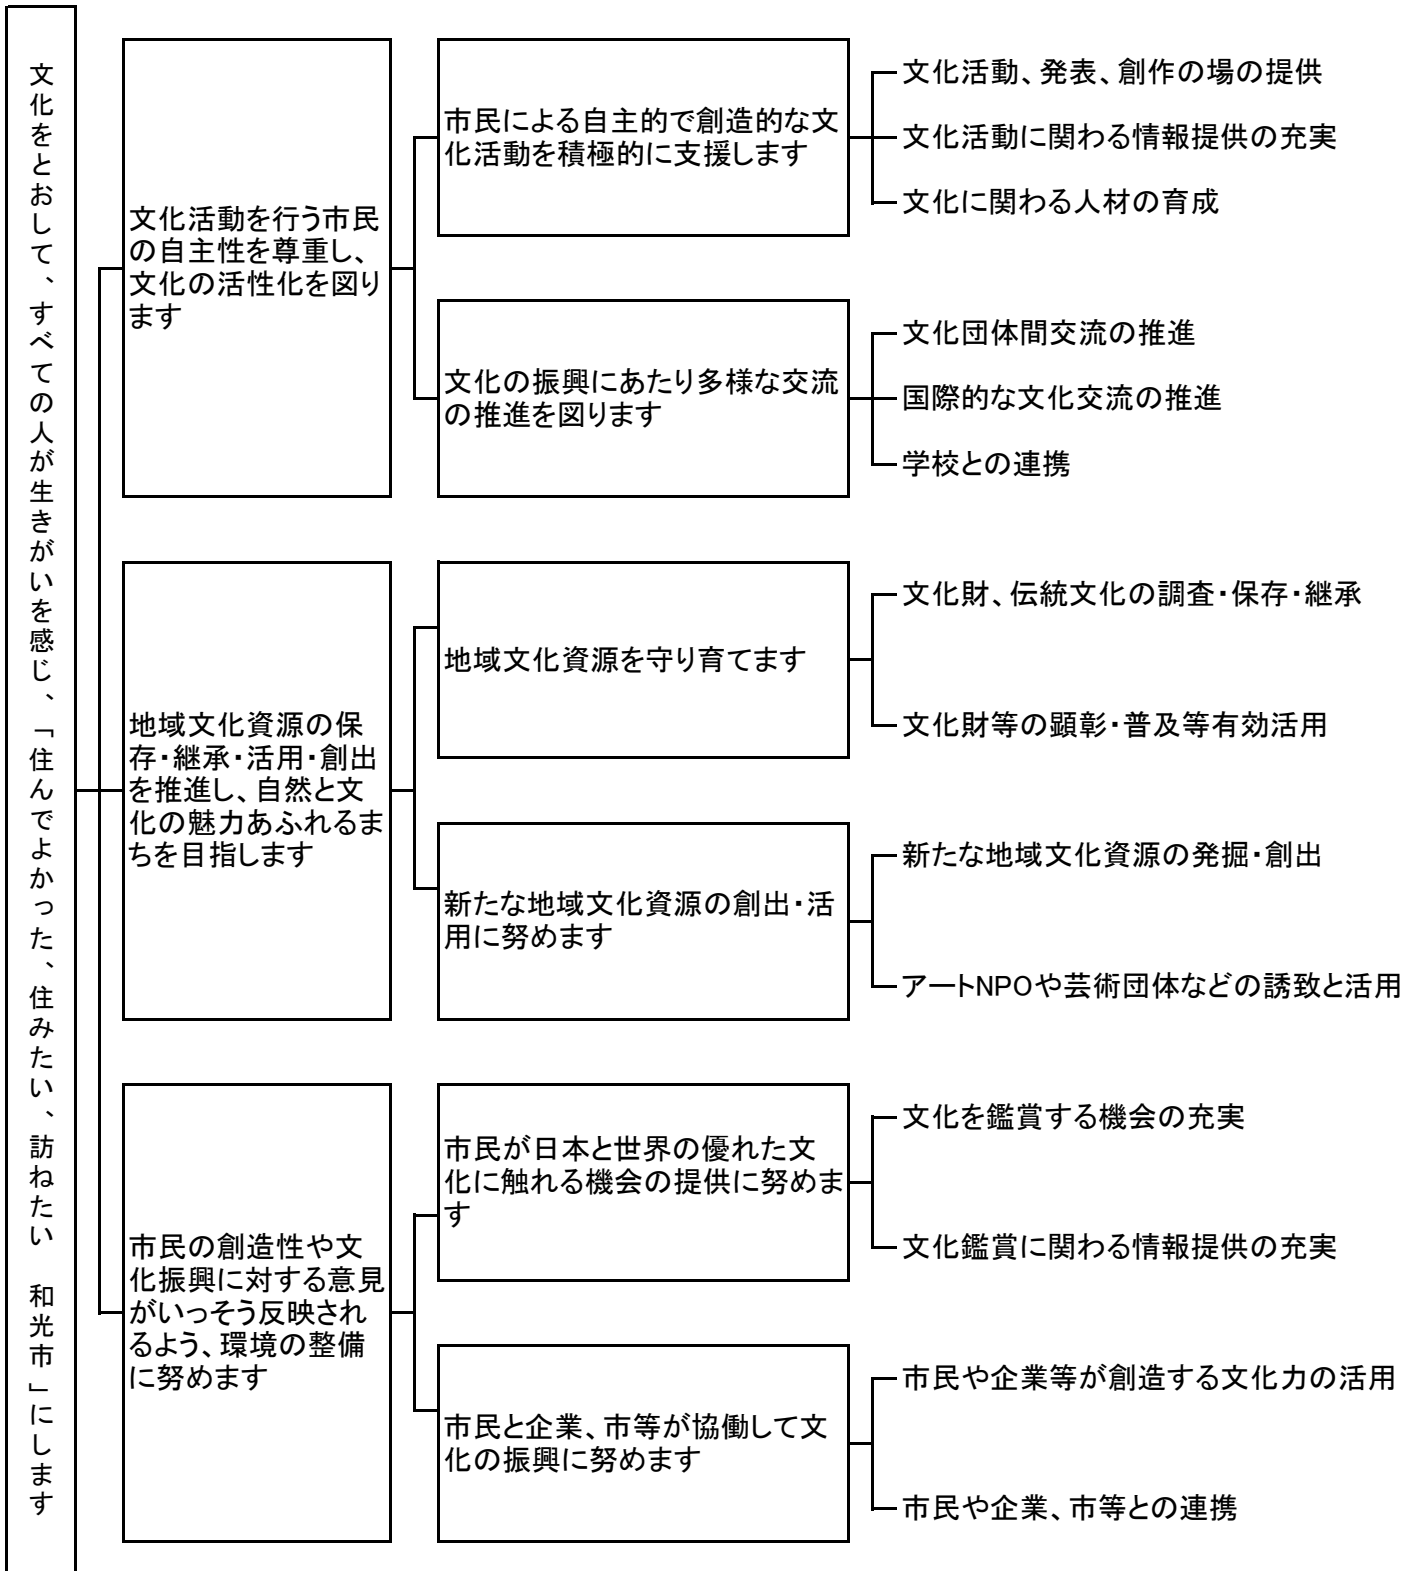 文化をとおして、すべての人が生きがいを感じ、「住んでよかった、住みたい、訪ねたい　和光市」にします
文化活動を行う市民
の自主性を尊重し、
文化の活性化を図り
ます
市民による自主的で創造的な文
化活動を積極的に支援します
文化活動、発表、創作の場の提供
文化活動に関わる情報提供の充実
文化に関わる人材の育成
文化の振興にあたり多様な交流
の推進を図ります
文化団体間交流の推進
国際的な文化交流の推進
学校との連携
地域文化資源の保
存・継承・活用・創出
を推進し、自然と文
化の魅力あふれるま
ちを目指します
地域文化資源を守り育てます
文化財、伝統文化の調査・保存・継承
文化財等の顕彰・普及等有効活用
新たな地域文化資源の創出・活
用に努めます
新たな地域文化資源の発掘・創出
アートNPOや芸術団体などの誘致と活用
市民の創造性や文
化振興に対する意見
がいっそう反映され
るよう、環境の整備
に努めます
市民が日本と世界の優れた文
化に触れる機会の提供に努めま
す
文化を鑑賞する機会の充実
文化鑑賞に関わる情報提供の充実
市民と企業、市等が協働して文
化の振興に努めます
市民や企業等が創造する文化力の活用
市民や企業、市等との連携